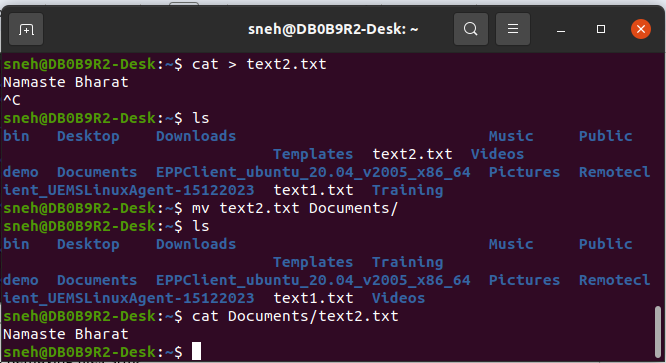 sneh@DB0B9R2-Desk: ~
sneh@DB0B9R2-Desk:~$ cat > text2.txt
Namaste Bharat
^C
sneh@DB0B9R2-Desk:~$ ls
bin   Desktop    Downloads                           Music     Public
                          Templates  text2.txt  Videos
demo  Documents  EPPClient_ubuntu_20.04_v2005_x86_64  Pictures  Remotecl
ient_UEMSLinuxAgent-15122023  text1.txt  Training
sneh@DB0B9R2-Desk:~$ mv text2.txt Documents/
sneh@DB0B9R2-Desk:~$ ls
bin   Desktop    Downloads                           Music     Public
                          Templates  Training
demo  Documents  EPPClient_ubuntu_20.04_v2005_x86_64  Pictures  Remotecl
ient_UEMSLinuxAgent-15122023  text1.txt  Videos
sneh@DB0B9R2-Desk:~$ cat Documents/text2.txt
Namaste Bharat
sneh@DB0B9R2-Desk:~$